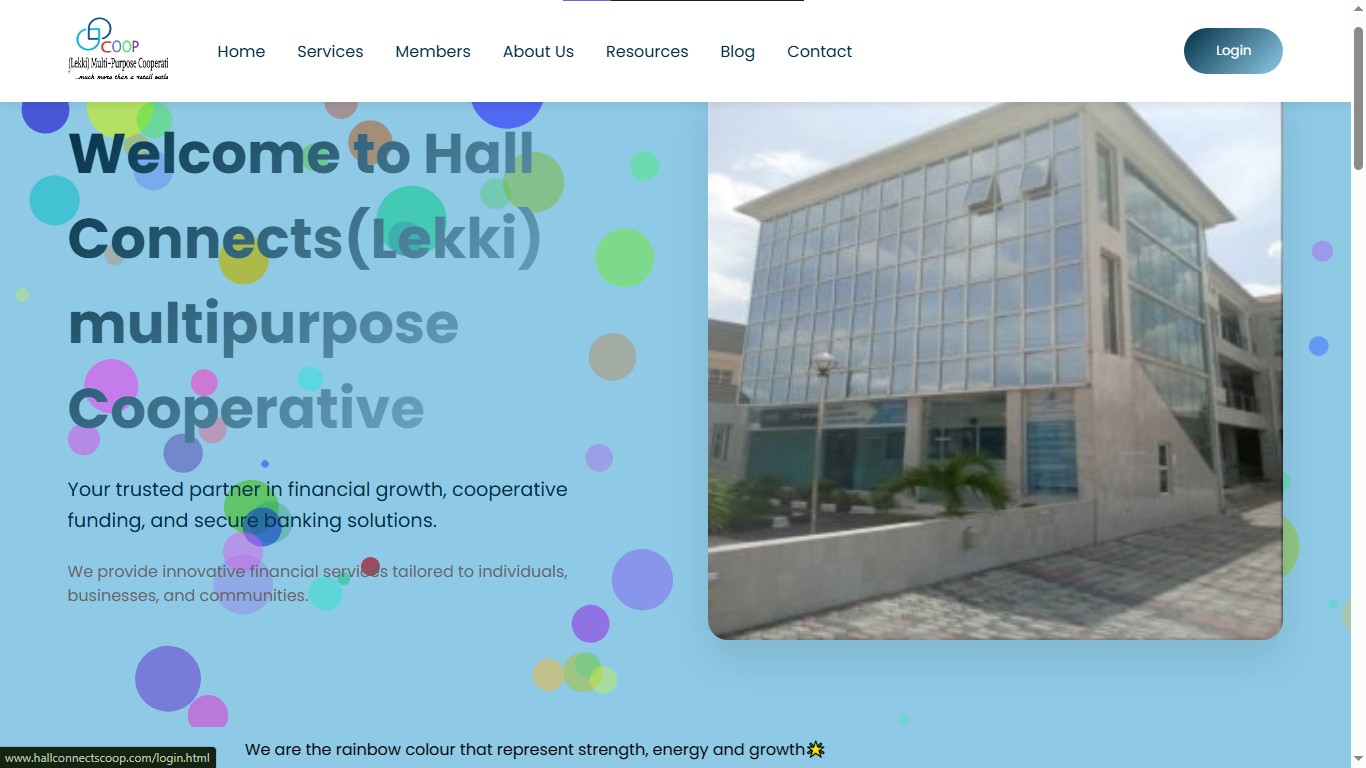 COOP
(Lekki) Multi-Purpose Cooperati
...much more than a retail outle
Home
Services
Members
About Us
Resources
Blog
Contact
Login
Welcome to Hall
Connects(Lekki)
multipurpose
Cooperative
Your trusted partner in financial growth, cooperative
funding, and secure banking solutions.
We provide innovative financial services tailored to individuals,
businesses, and communities.
We are the rainbow colour that represent strength, energy and growth🌟
www.hallconnectscoop.com/login.html